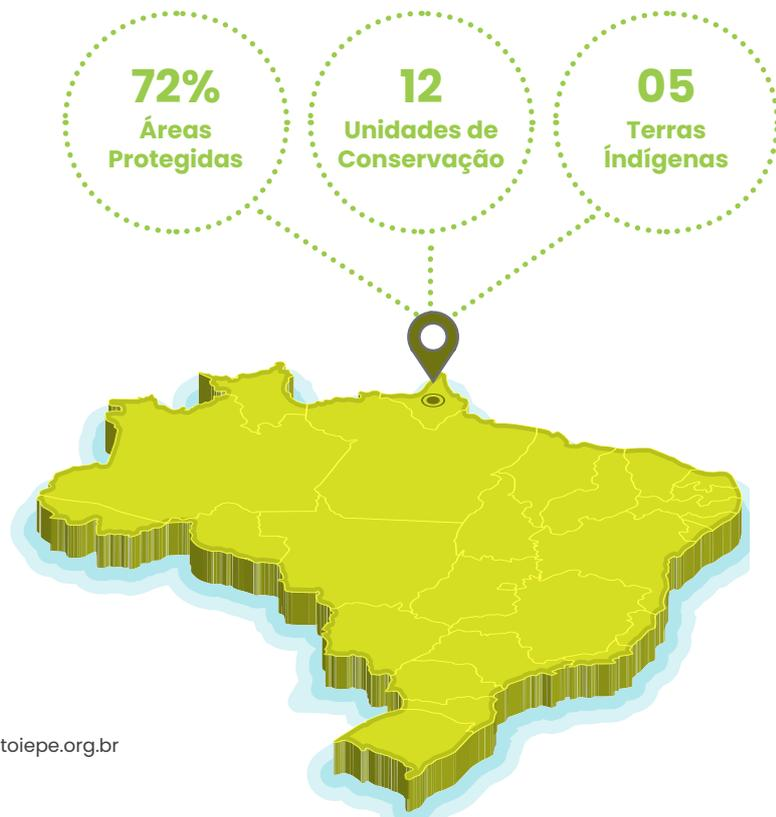 72%
Áreas
Protegidas
12
Unidades de
Conservação
05
Terras
Índígenas
toiepe.org.br